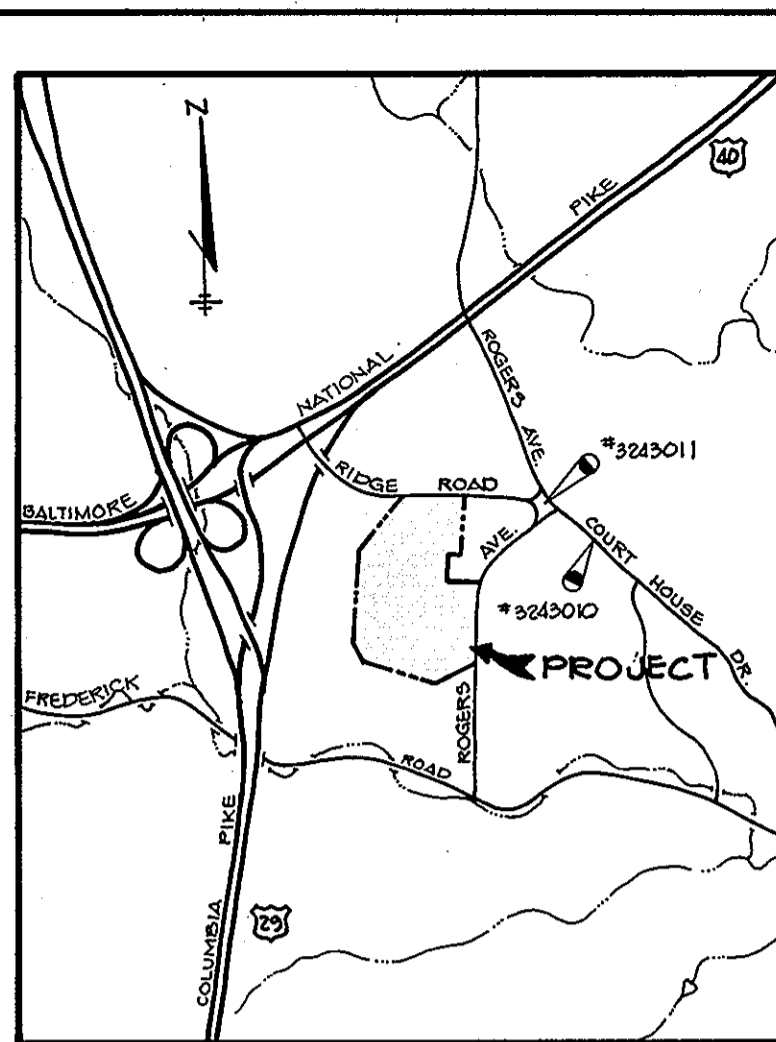 N
40
PIKE
NATIONAL
ROGERS AVE.
#3243011
RIDGE ROAD
BALTIMORE
AVE.
COURT HOUSE DR.
#3243010
PROJECT
FREDERICK
ROGERS
ROAD
PIKE
29
COLUMBIA